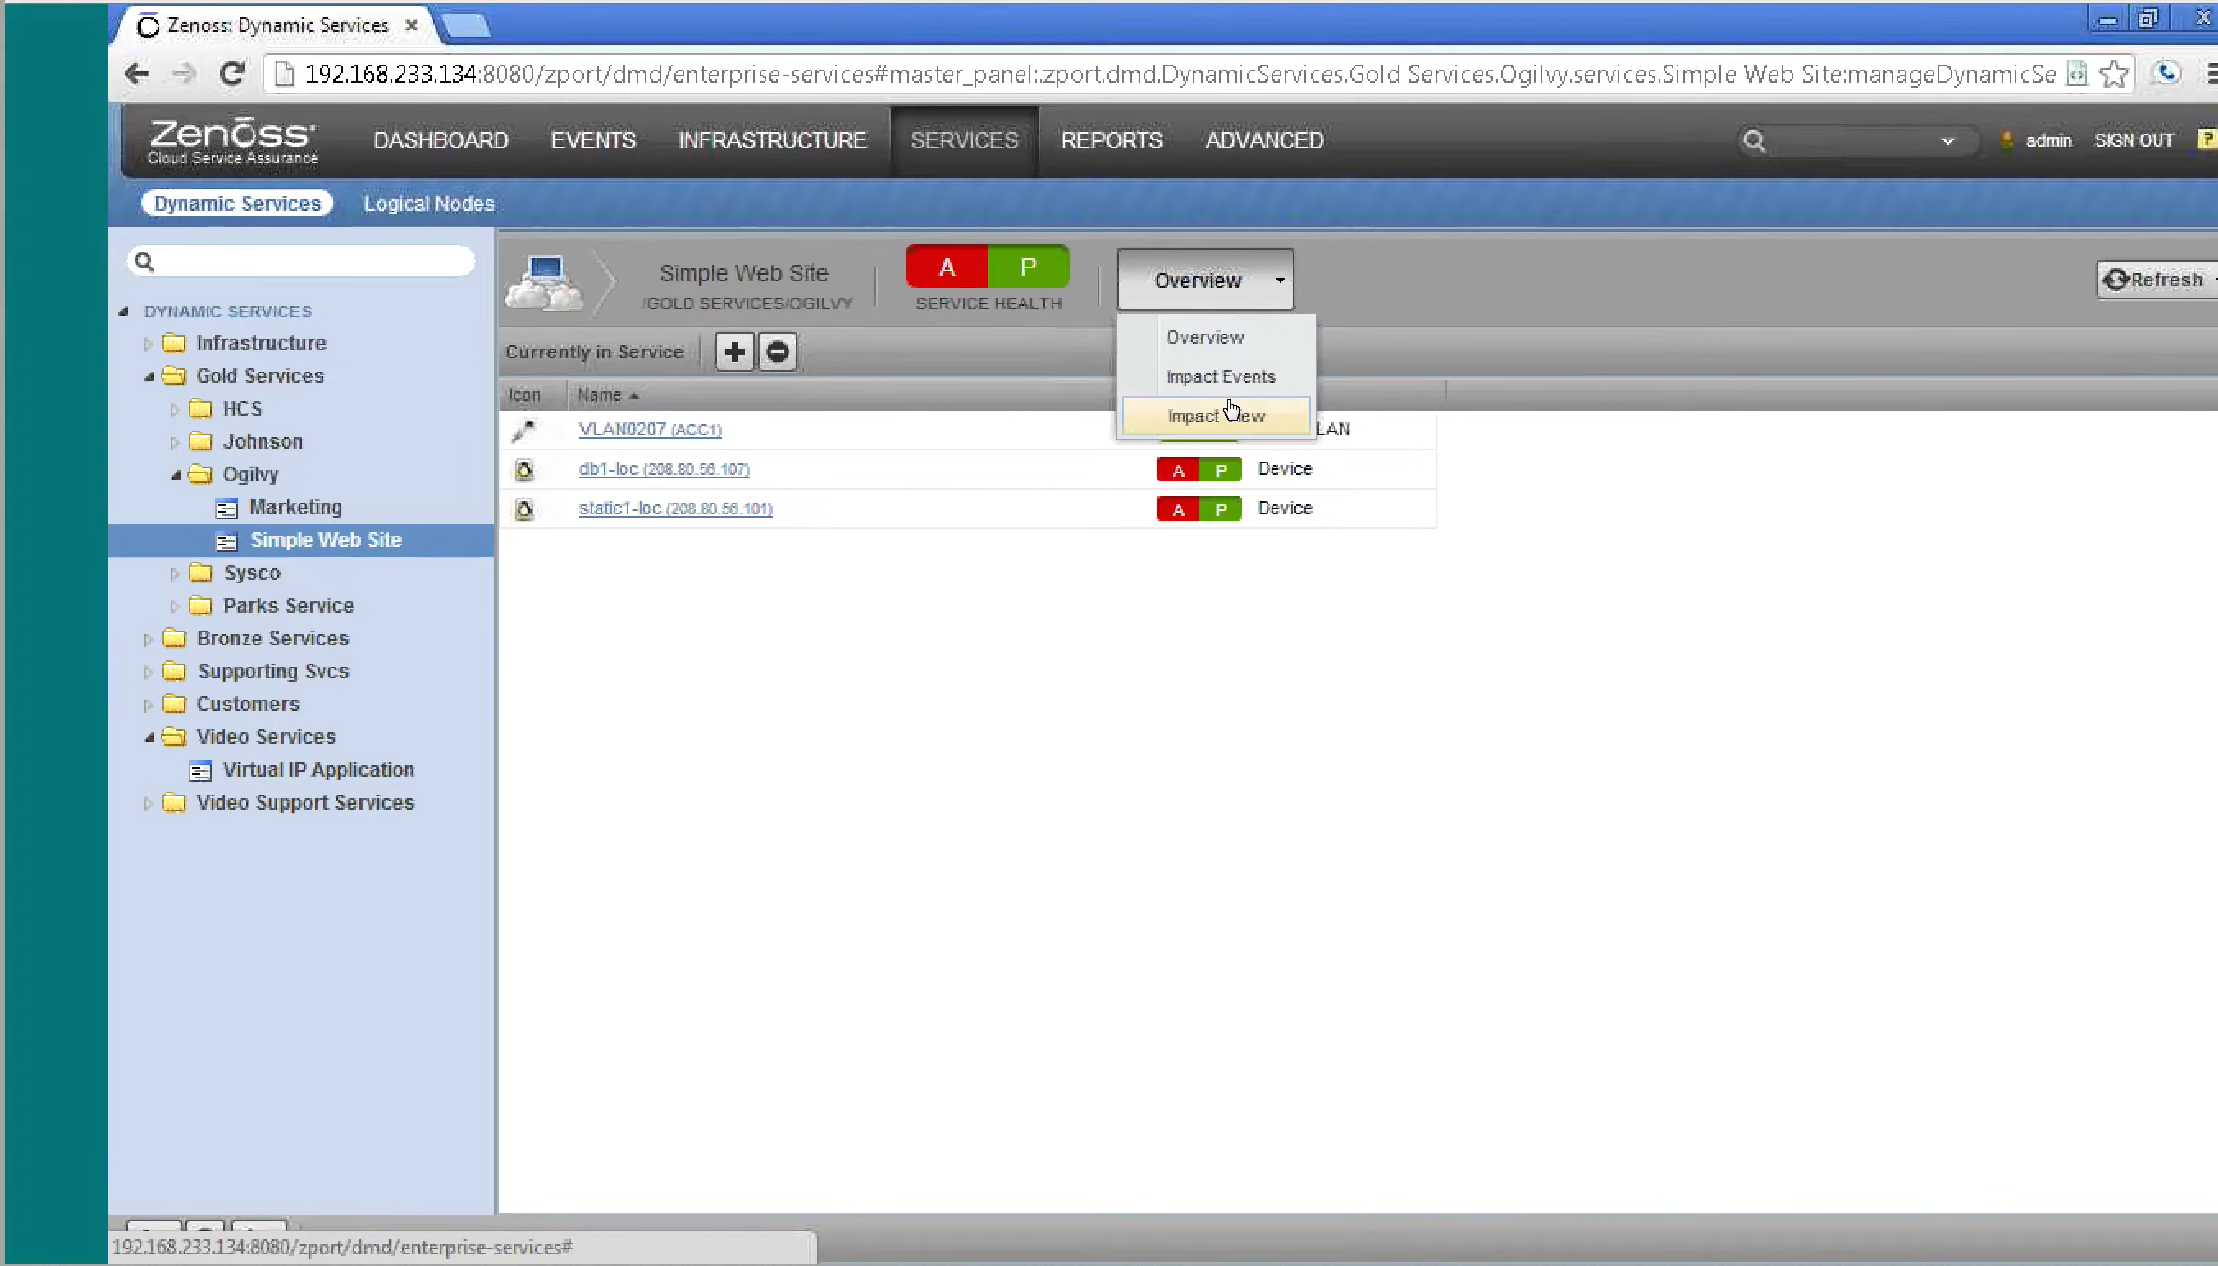 Zenoss: Dynamic Services
192.168.233.134:8080/zport/dmd/enterprise-services#master_panel:.zport.dmd.DynamicServices.Gold Services.Ogilvy.services.Simple Web Site:manageDynamicSe
Zenoss
Cloud Service Assurance
DASHBOARD EVENTS INFRASTRUCTURE SERVICES REPORTS ADVANCED
admin SIGN OUT ?
Dynamic Services Logical Nodes
Simple Web Site
/GOLD SERVICES/OGILVY
A P
SERVICE HEALTH
Overview
Refresh
Overview
Impact Events
Impact
Currently in Service
Icon Name
VLAN0207 (ACC1) LAN
db1-loc (208.80.56.107) A P Device
static1-loc (208.80.56.101) A P Device
DYNAMIC SERVICES
Infrastructure
Gold Services
HCS
Johnson
Ogilvy
Marketing
Simple Web Site
Sysco
Parks Service
Bronze Services
Supporting Svcs
Customers
Video Services
Virtual IP Application
Video Support Services
192.168.233.134:8080/zport/dmd/enterprise-services#